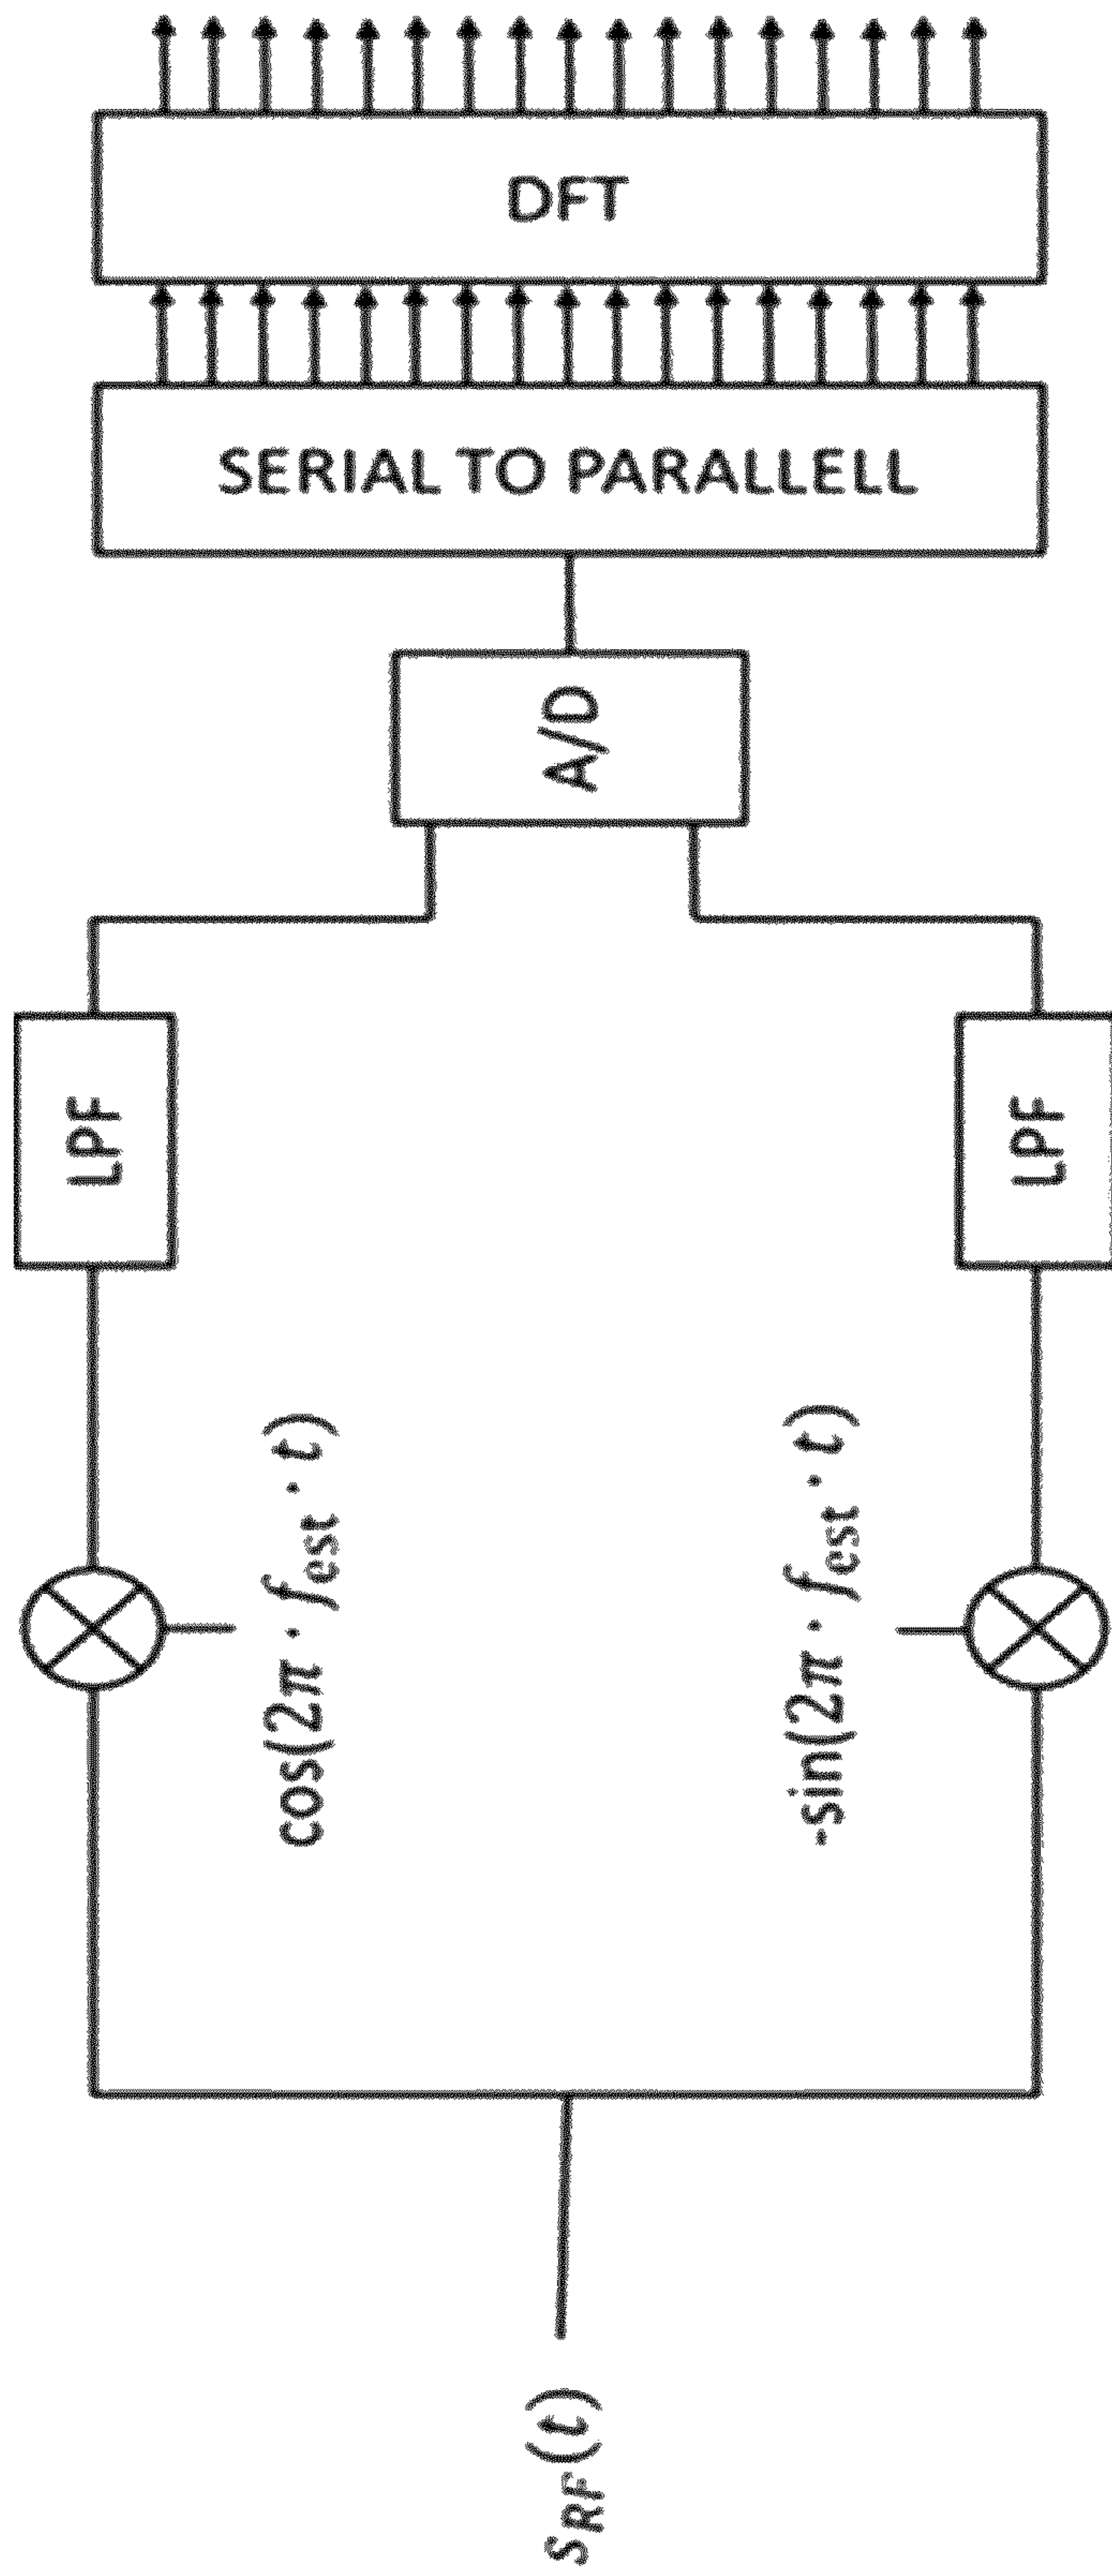 DFT
SERIAL TO PARALLELL
A/D
LPF
LPF
cos(2π · f_est · t)
-sin(2π · f_est · t)
s_RF(t)